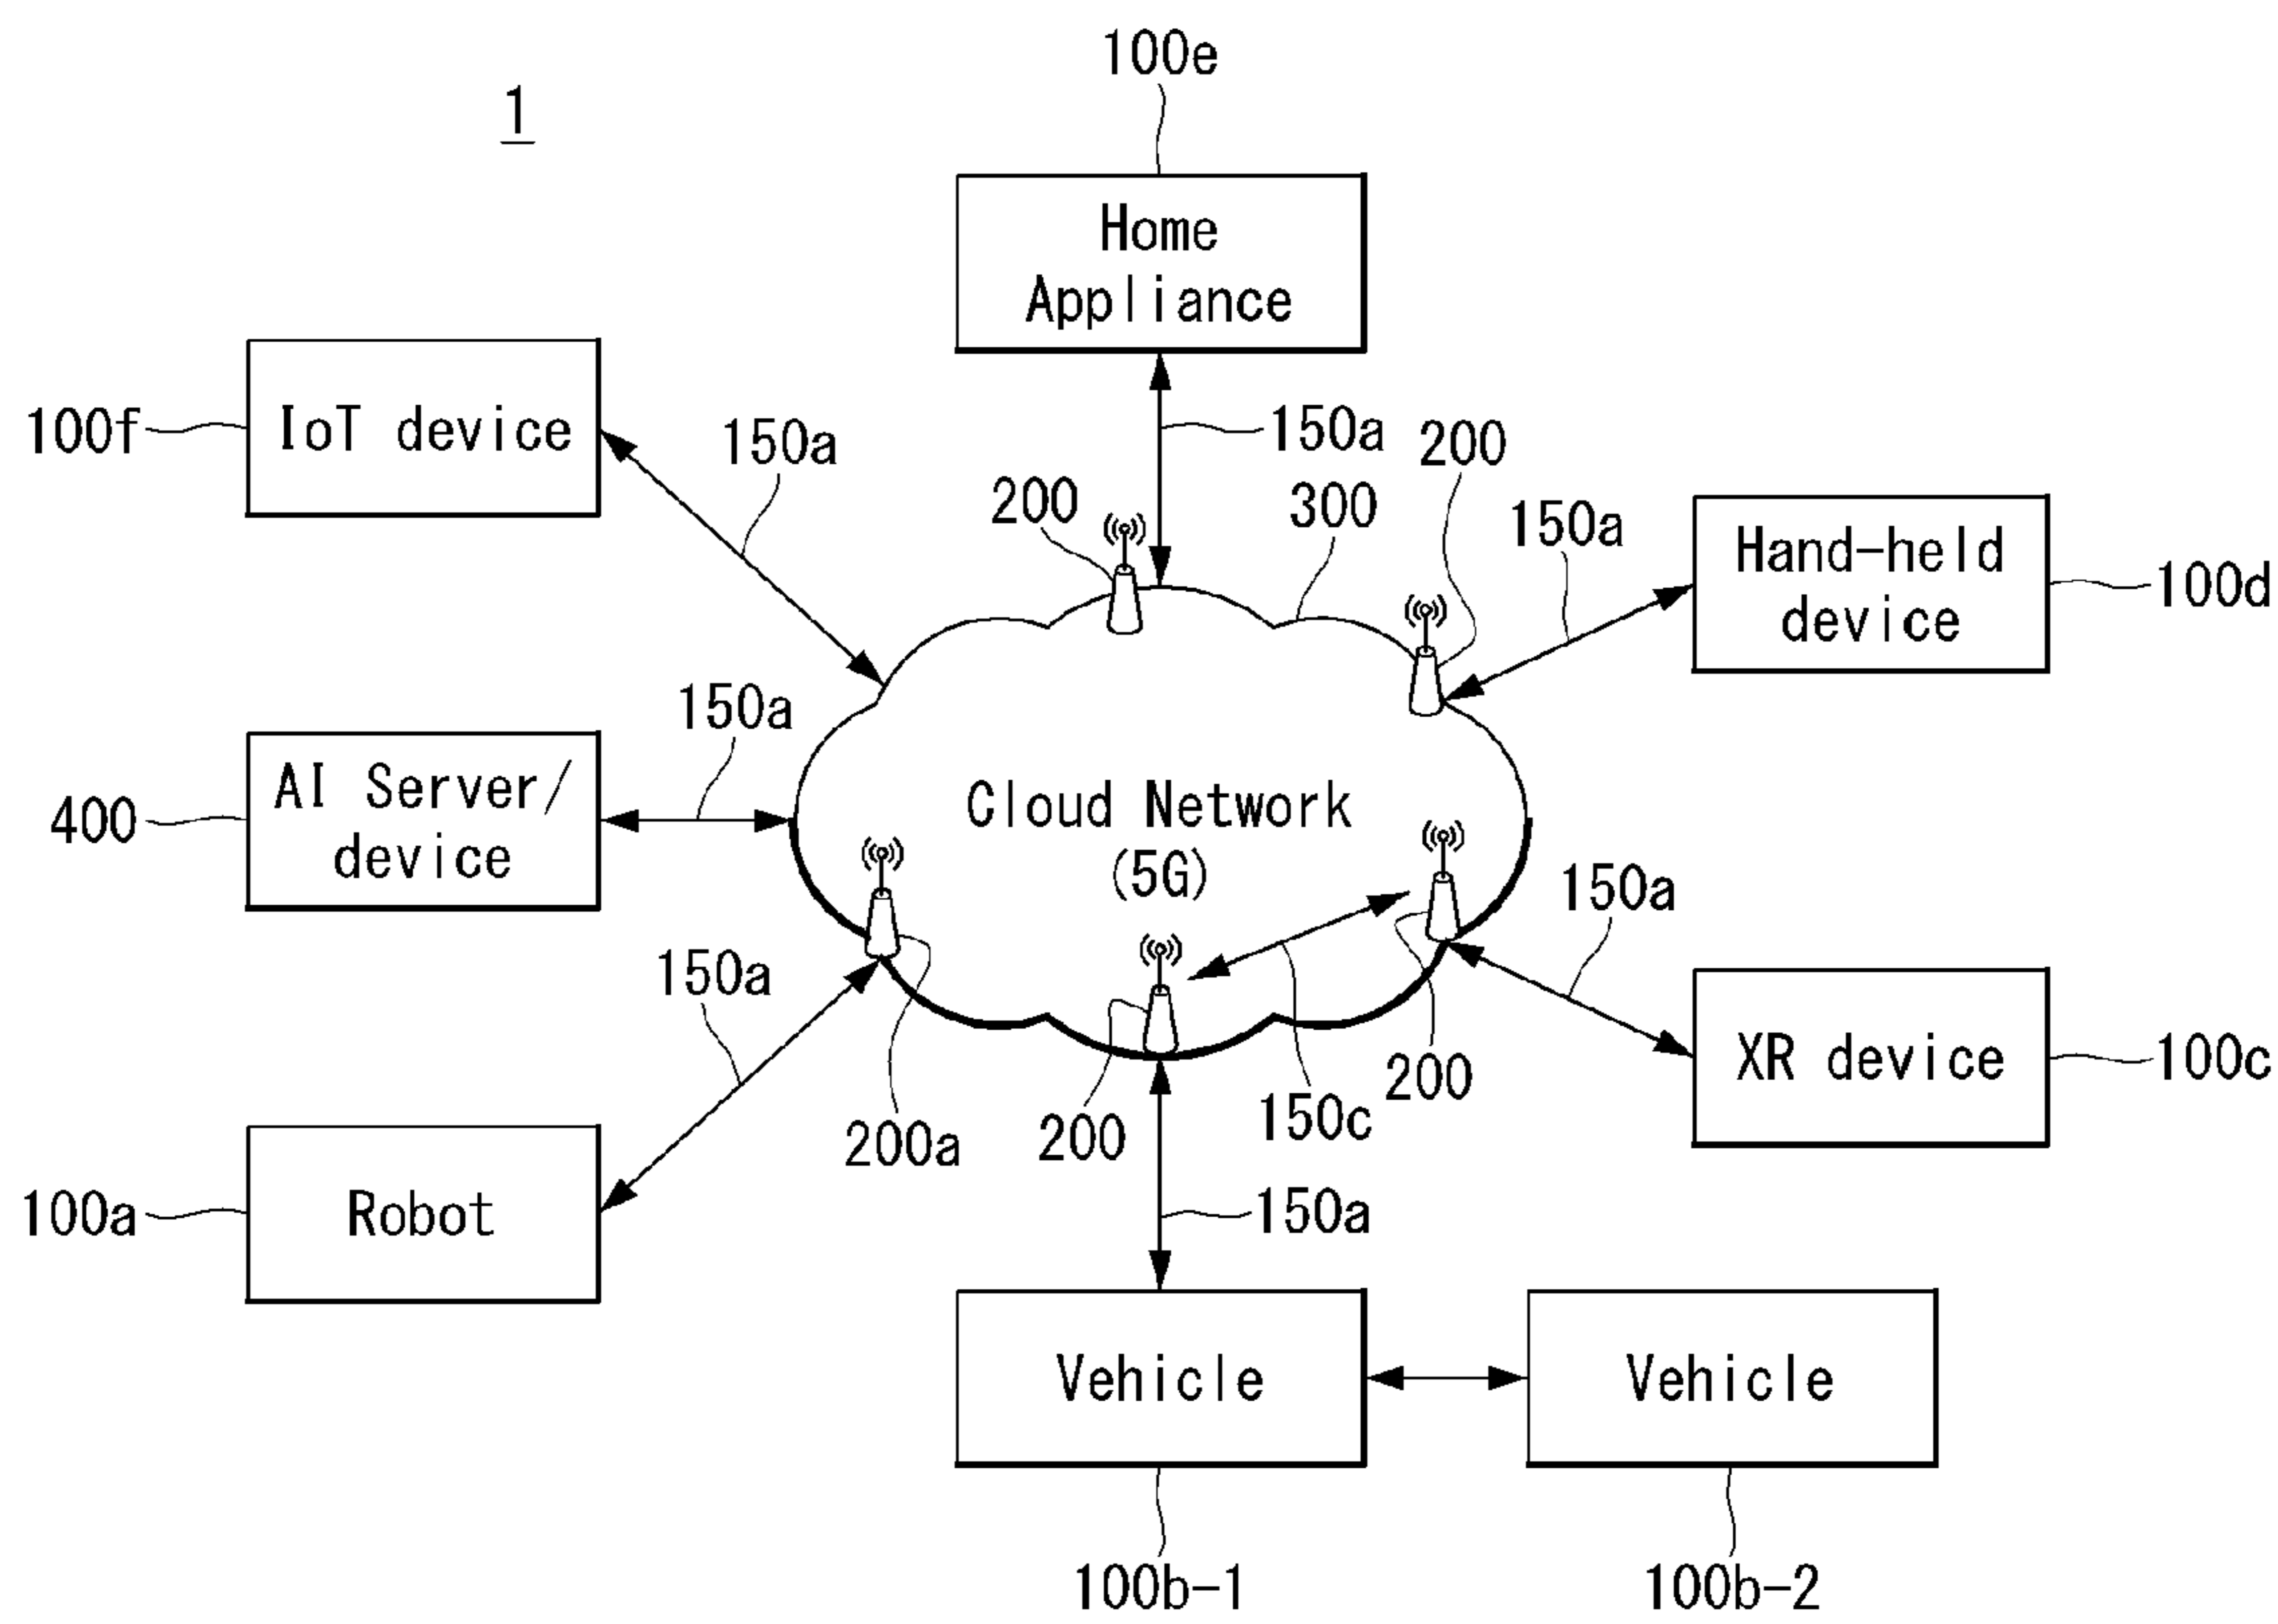 100e
1
Home
Appliance
100f
IoT device
150a
150a
200
200
300
150a
Hand-held
device
100d
150a
400
AI Server/
device
Cloud Network
(5G)
150a
150a
200a
200
150c
200
XR device
100c
100a
Robot
150a
Vehicle
Vehicle
100b-1
100b-2